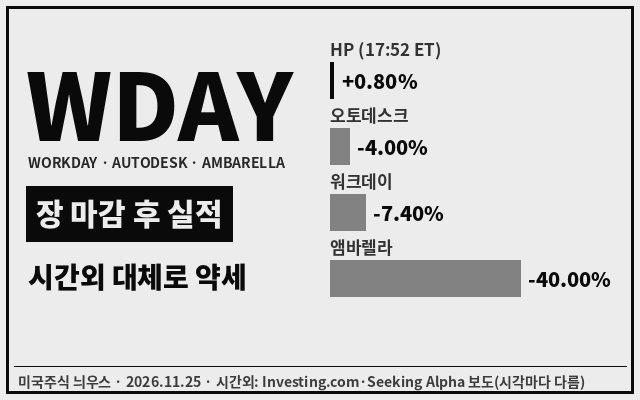 WDAY
WORKDAY · AUTODESK · AMBARELLA
장 마감 후 실적
시간외 대체로 약세
HP (17:52 ET)
+0.80%
오토데스크
-4.00%
워크데이
-7.40%
앰바렐라
-40.00%
미국주식 늬우스 · 2026.11.25 · 시간외: Investing.com·Seeking Alpha 보도(시각마다 다름)